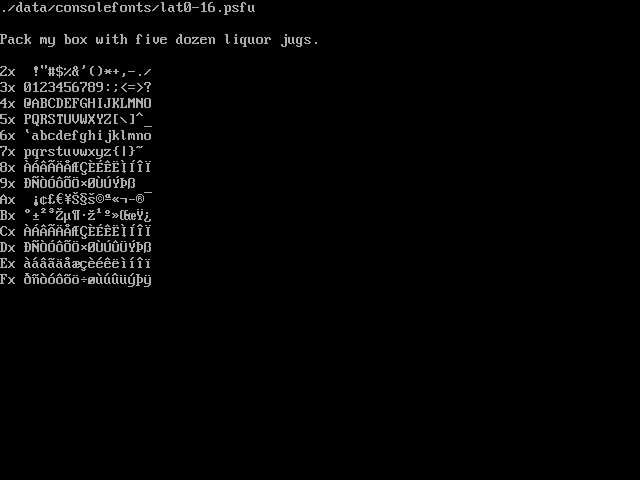 ./data/consolefonts/lat0-16.psfu
Pack my box with five dozen liquor jugs.
2x  !"#$%&'()*+,-./
3x 0123456789:;<=>?
4x @ABCDEFGHIJKLMNO
5x PQRSTUVWXYZ[\]^_
6x `abcdefghijklmno
7x pqrstuvwxyz{|}~
8x ÀÁÂÃÄÅÆÇÈÉÊËÌÍÎÏ
9x ÐÑÒÓÔÕÖ×ØÙÚÝÞß _
Ax  ¡¢£€¥Š§š©ª«¬-®¯
Bx °±²³Žµ¶·ž¹º»ŒœŸ¿
Cx ÀÁÂÃÄÅÆÇÈÉÊËÌÍÎÏ
Dx ÐÑÒÓÔÕÖ×ØÙÚÛÜÝÞß
Ex àáâãäåæçèéêëìíîï
Fx ðñòóôõö÷øùúûüýþÿ